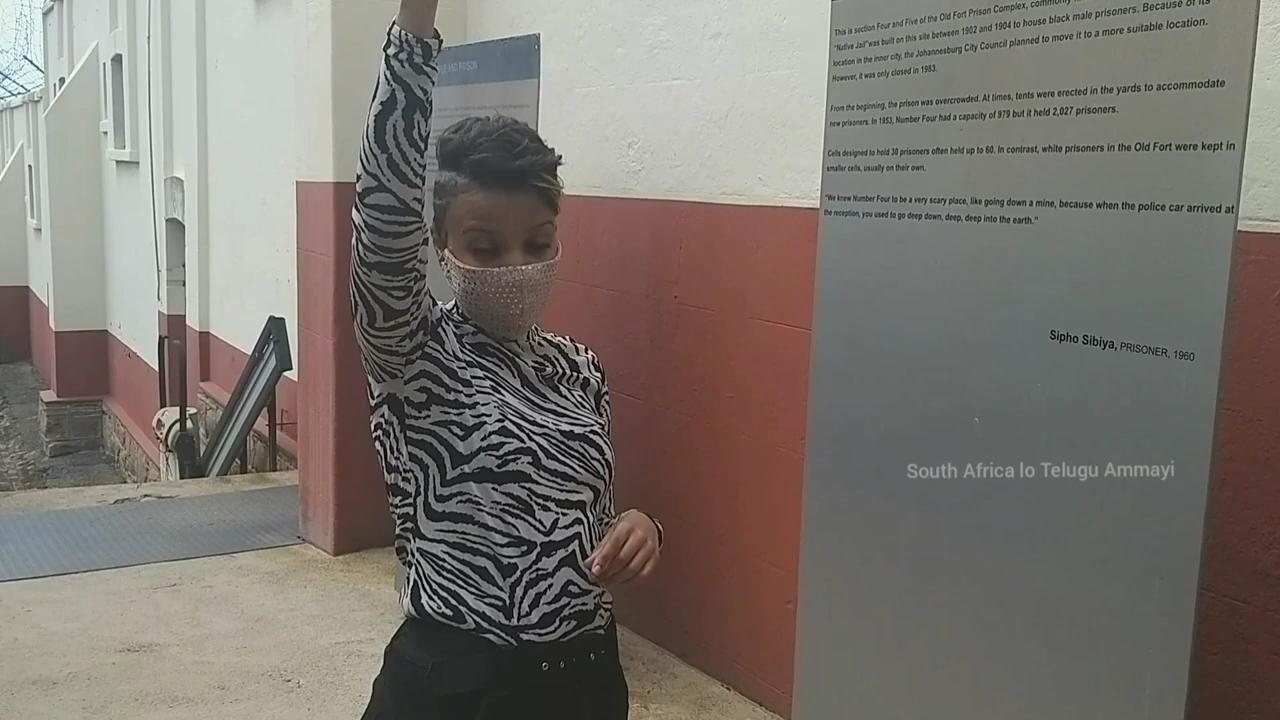 This is section Four and Five of the Old Fort Prison Complex, commonly
"Native Jail"was built on this site between 1902 and 1904 to house black male prisoners. Because of its
location in the inner city, the Johannesburg City Council planned to move it to a more suitable location.
However, it was only closed in 1983.
From the beginning, the prison was overcrowded. At times, tents were erected in the yards to accommodate
new prisoners. In 1953, Number Four had a capacity of 979 but it held 2,027 prisoners.
Cells designed to hold 30 prisoners often held up to 60. In contrast, white prisoners in the Old Fort were kept in
smaller cells, usually on their own.
"We knew Number Four to be a very scary place, like going down a mine, because when the police car arrived at
the reception, you used to go deep down, deep, deep into the earth."
Sipho Sibiya, PRISONER, 1960
South Africa lo Telugu Ammayi
AND PRISON